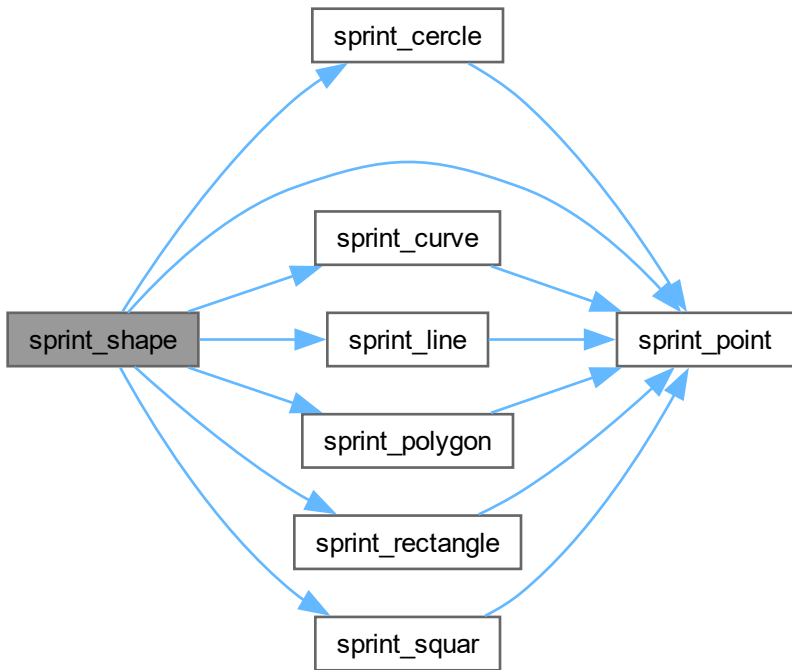 sprint_cercle
sprint_curve
sprint_shape
sprint_line
sprint_point
sprint_polygon
sprint_rectangle
sprint_squar